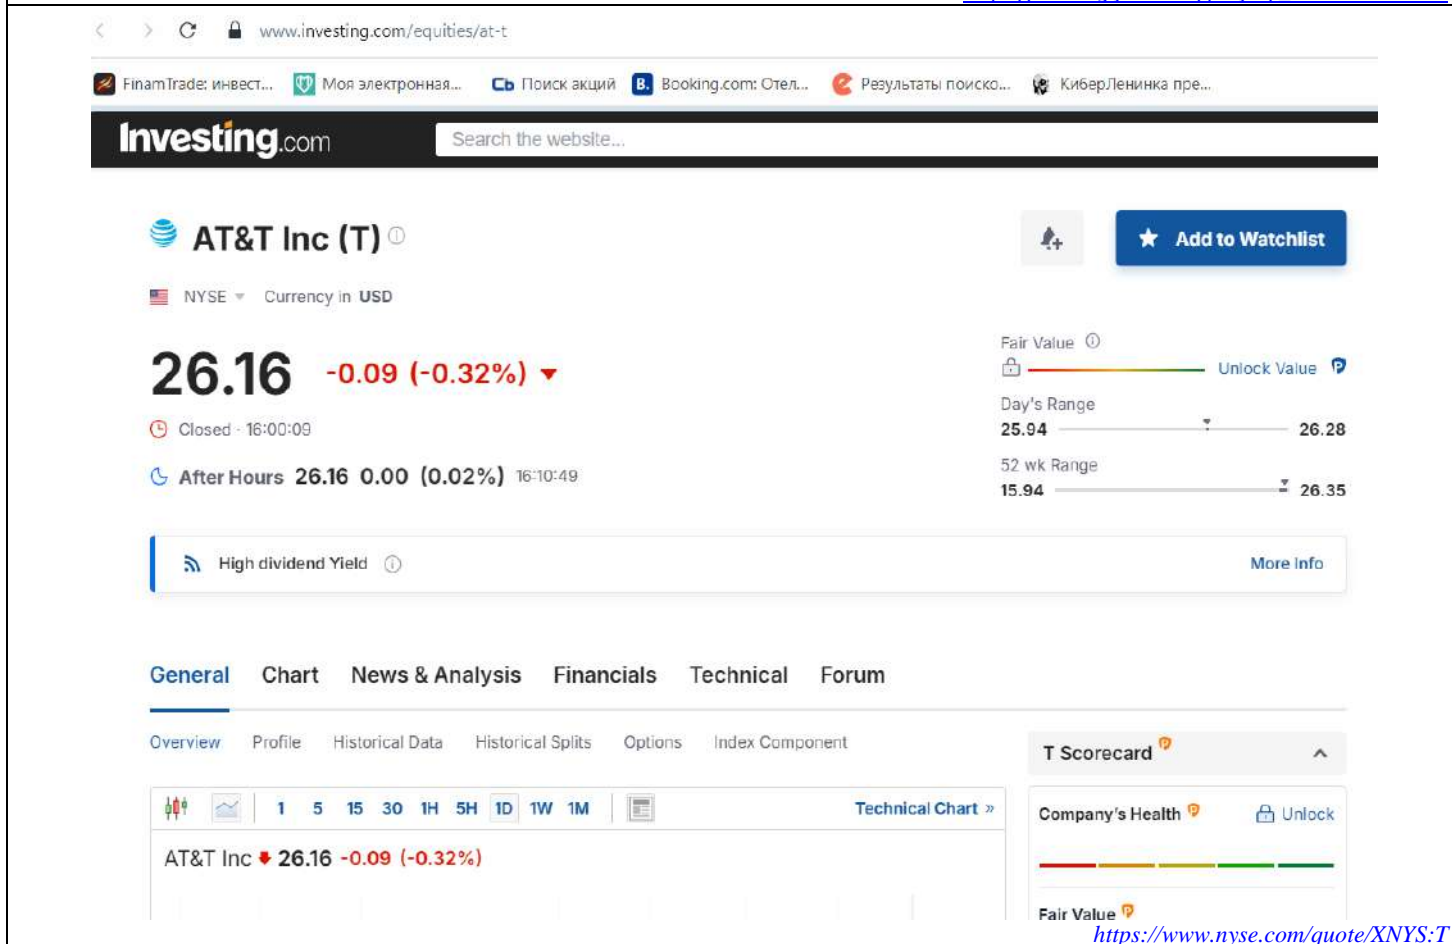 www.investing.com/equities/at-t
FinamTrade: инвест... Моя электронная... Поиск акций Booking.com: Отел... Результаты поиско... КиберЛенинка пре...
Investing.com Search the website...
AT&T Inc (T)
Add to Watchlist
NYSE Currency in USD
26.16 -0.09 (-0.32%)
Fair Value
Unlock Value
Day's Range
25.94 26.28
Closed · 16:00:09
52 wk Range
15.94 26.35
After Hours 26.16 0.00 (0.02%) 16:10:49
High dividend Yield More Info
General Chart News & Analysis Financials Technical Forum
Overview Profile Historical Data Historical Splits Options Index Component
T Scorecard
1 5 15 30 1H 5H 1D 1W 1M Technical Chart »
Company's Health Unlock
AT&T Inc 26.16 -0.09 (-0.32%)
Fair Value
https://www.nyse.com/quote/XNYS:T